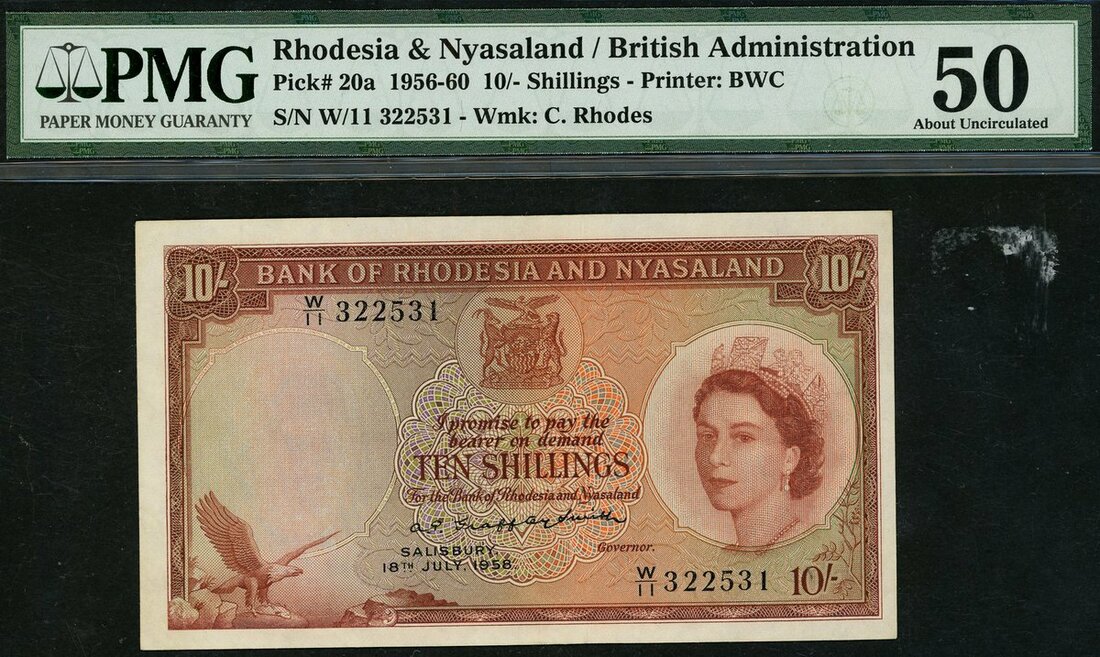 PMG
PAPER MONEY GUARANTY
Rhodesia & Nyasaland / British Administration
Pick# 20a 1956-60 10/- Shillings - Printer: BWC
S/N W/11 322531 - Wmk: C. Rhodes
50
About Uncirculated
10/-
BANK OF RHODESIA AND NYASALAND
10/-
W/11 322531
I promise to pay the
bearer on demand
TEN SHILLINGS
For the Bank of Rhodesia and Nyasaland
SALISBURY,
Governor.
18TH JULY, 1958.
W/11 322531 10/-